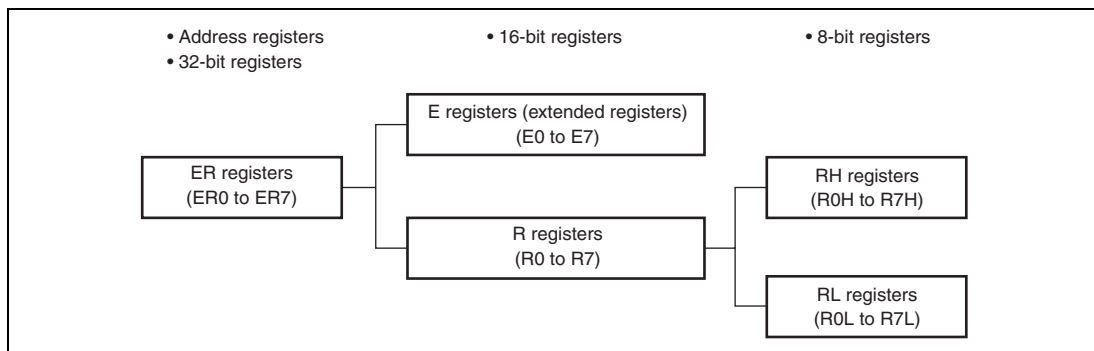 • Address registers
• 32-bit registers
• 16-bit registers
• 8-bit registers
E registers (extended registers)
(E0 to E7)
ER registers
(ER0 to ER7)
RH registers
(R0H to R7H)
R registers
(R0 to R7)
RL registers
(R0L to R7L)